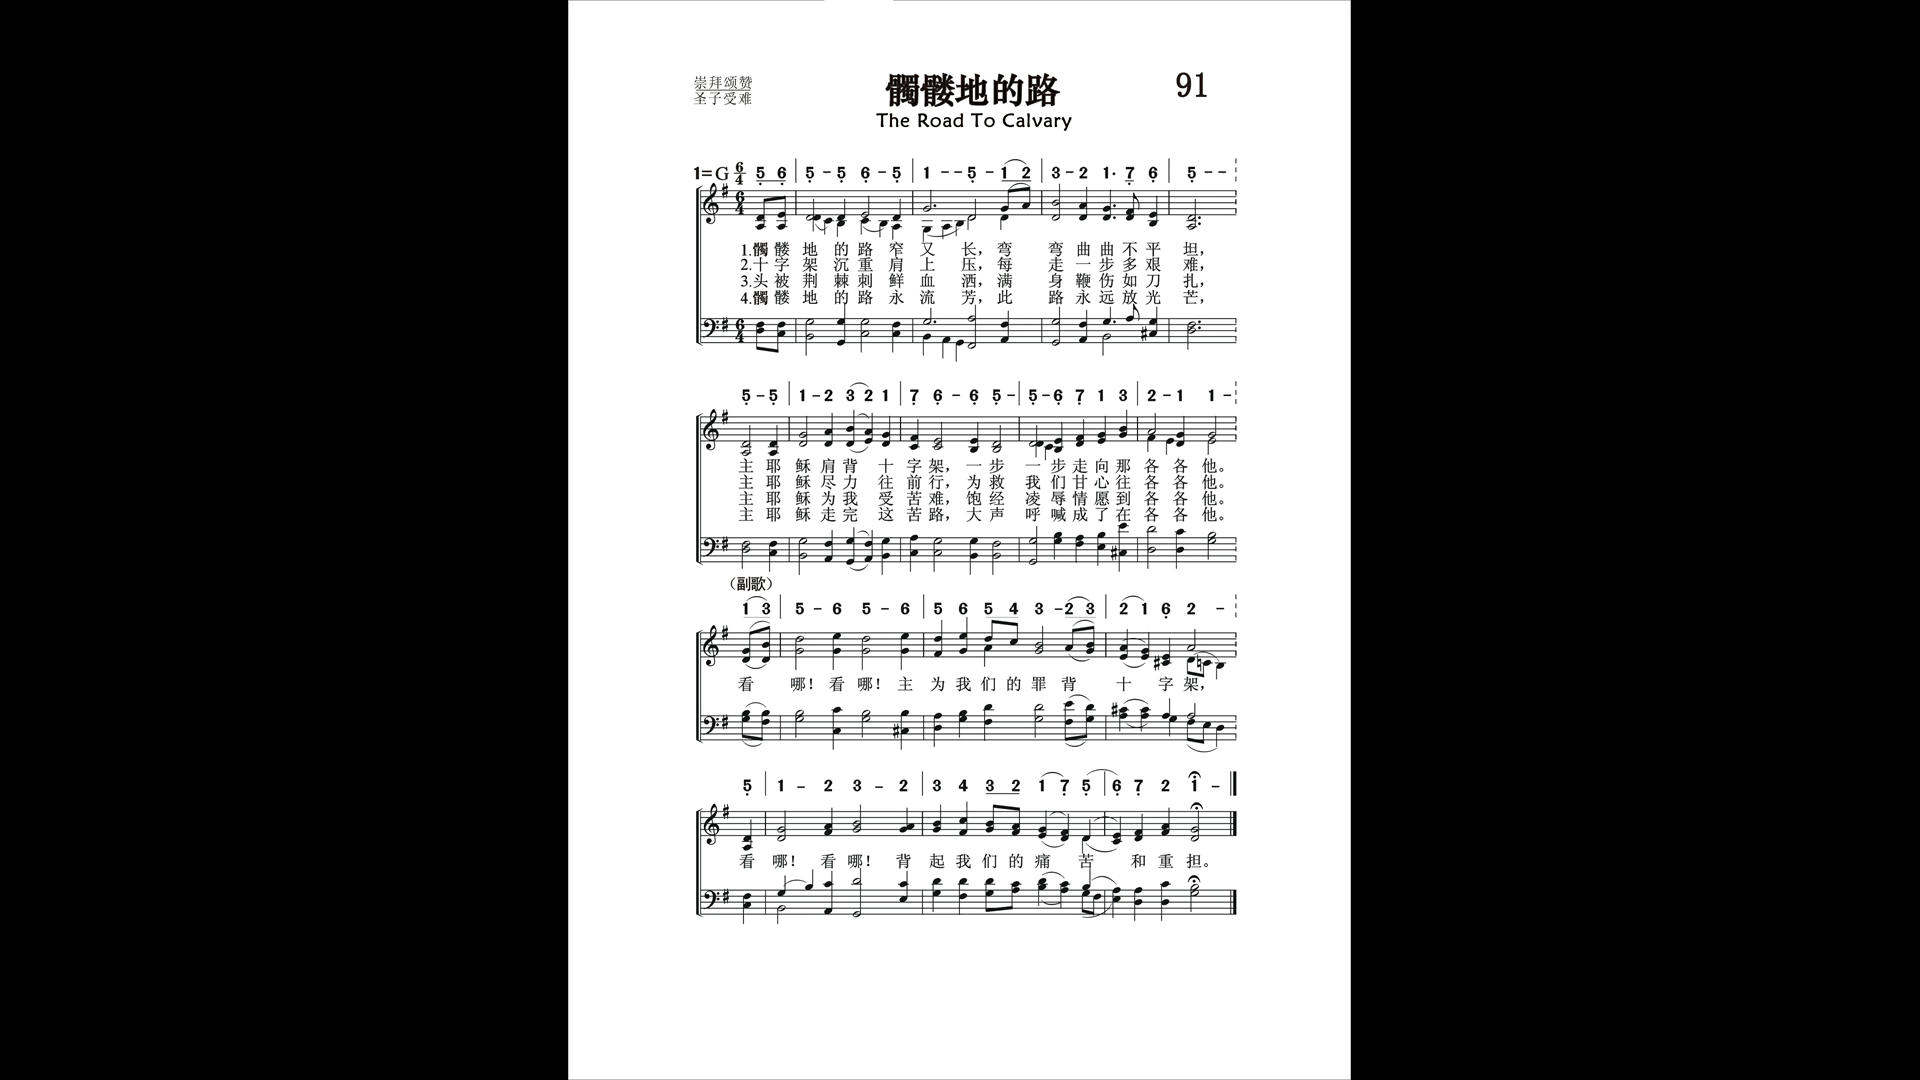 崇拜颂赞
圣子受难
髑髅地的路
91
The Road To Calvary
1=G 6/4 5 6 | 5 - 5 6 - 5 | 1 - - 5 - 1 2 | 3 - 2 1· 7 6 | 5 - -
1.髑髅地的路窄又长，弯弯曲曲不平坦，
2.十字架沉重肩上压，每走一步多艰难，
3.头被荆棘刺鲜血洒，满身鞭伤如刀扎，
4.髑髅地的路永流芳，此路永远放光芒，
5 - 5 | 1 - 2 3 2 1 | 7 6 - 6 5 - | 5 - 6 7 1 3 | 2 - 1 1 -
主耶稣肩背十字架，一步一步走向那各各他。
主耶稣尽力往前行，为救我们甘心往各各他。
主耶稣为我受苦难，饱经凌辱情愿到各各他。
主耶稣走完这苦路，大声呼喊成了在各各他。
（副歌）
1 3 | 5 - 6 5 - 6 | 5 6 5 4 3 - 2 3 | 2 1 6 2 -
看哪！看哪！主为我们的罪背十字架，
5 | 1 - 2 3 - 2 | 3 4 3 2 1 7 5 | 6 7 2 1 -
看哪！看哪！背起我们的痛苦和重担。